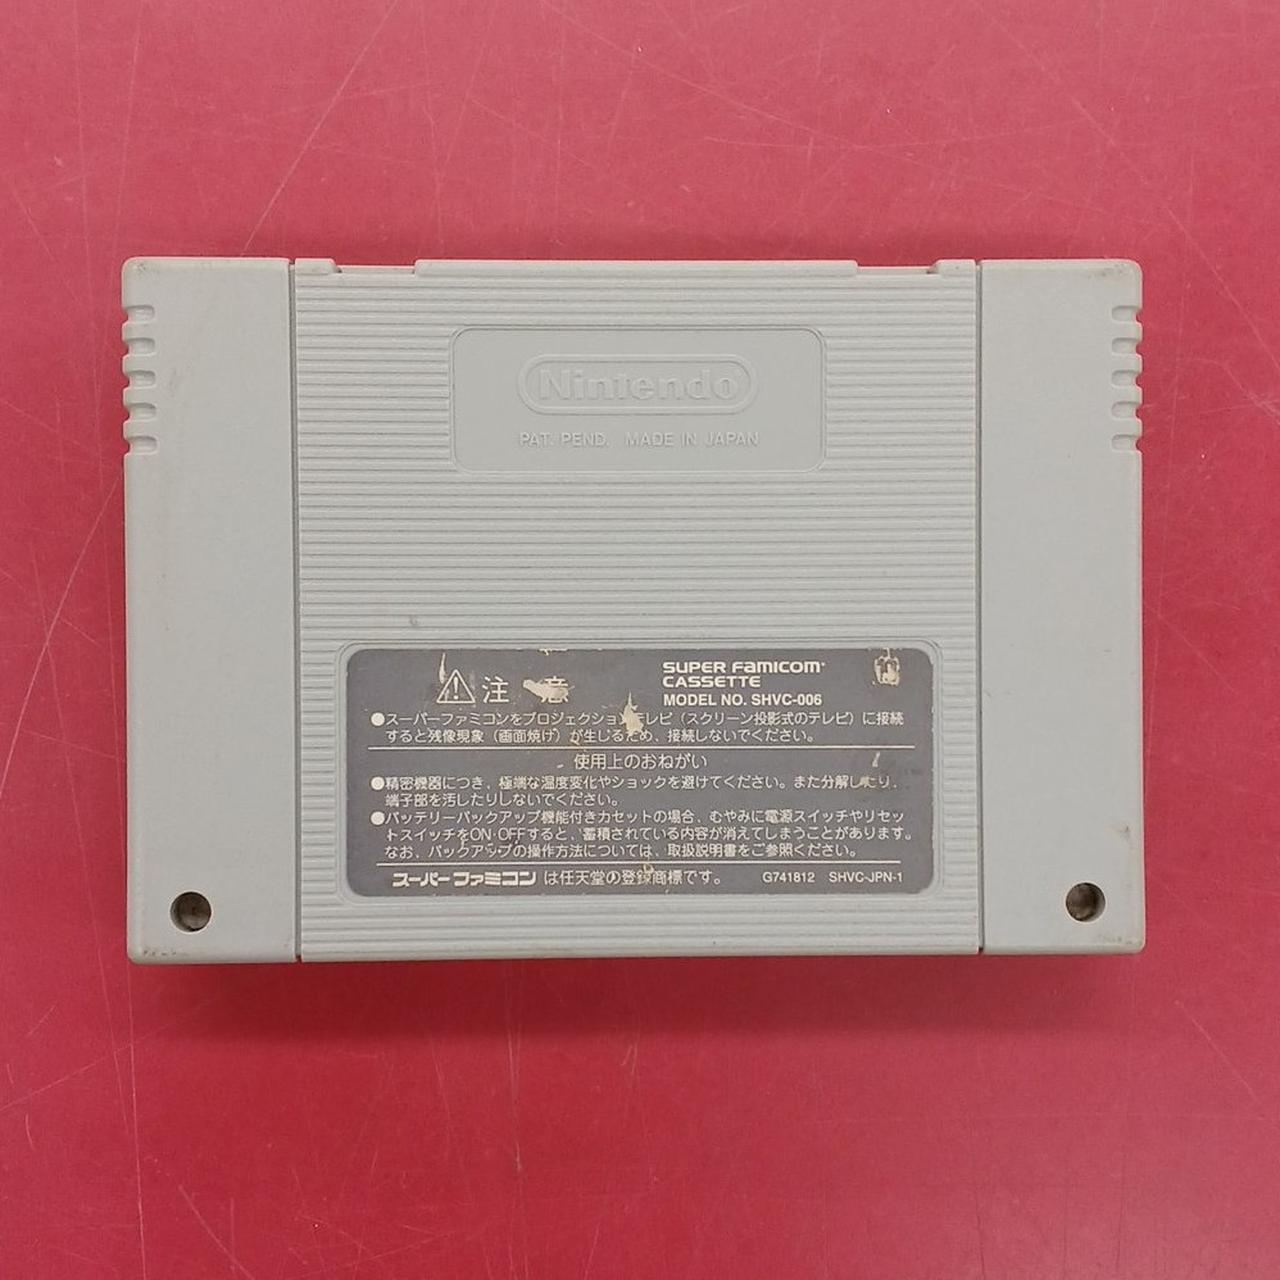 Nintendo
PAT. PEND. MADE IN JAPAN
注 意
SUPER FAMICOM
CASSETTE
MODEL NO. SHVC-006
●スーパーファミコンをプロジェクションテレビ（スクリーン投影式のテレビ）に接続
すると残像現象（画面焼け）が生じるため、接続しないでください。
使用上のおねがい
●精密機器につき、極端な温度変化やショックを避けてください。また分解したり、
端子部を汚したりしないでください。
●バッテリーバックアップ機能付きカセットの場合、むやみに電源スイッチやリセッ
トスイッチをON・OFFすると、蓄積されている内容が消えてしまうことがあります。
なお、バックアップの操作方法については、取扱説明書をご参照ください。
スーパーファミコン は任天堂の登録商標です。 G741812 SHVC-JPN-1